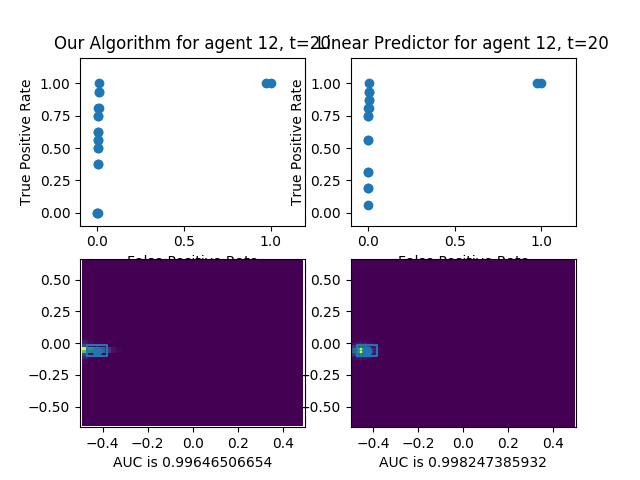 Our Algorithm for agent 12, t=20
Linear Predictor for agent 12, t=20
True Positive Rate
1.00
0.75
0.50
0.25
0.00
0.0 0.5 1.0
False Positive Rate
True Positive Rate
1.00
0.75
0.50
0.25
0.00
0.0 0.5 1.0
False Positive Rate
0.50
0.25
0.00
−0.25
−0.50
−0.4 −0.2 0.0 0.2 0.4
AUC is 0.99646506654
0.50
0.25
0.00
−0.25
−0.50
−0.4 −0.2 0.0 0.2 0.4
AUC is 0.998247385932